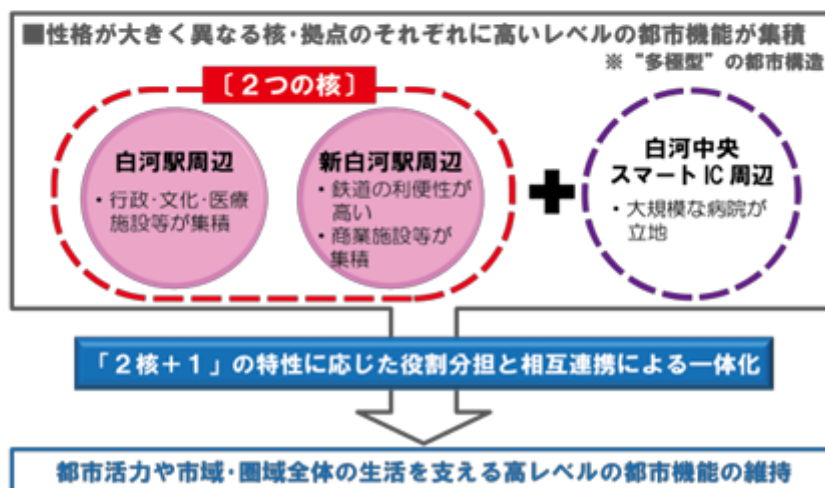 ■性格が大きく異なる核・拠点のそれぞれに高いレベルの都市機能が集積
※“多極型”の都市構造
〔２つの核〕
白河駅周辺
・行政・文化・医療
施設等が集積
新白河駅周辺
・鉄道の利便性が
高い
・商業施設等が
集積
＋
白河中央
スマートIC周辺
・大規模な病院が
立地
「２核＋１」の特性に応じた役割分担と相互連携による一体化
都市活力や市域・圏域全体の生活を支える高レベルの都市機能の維持